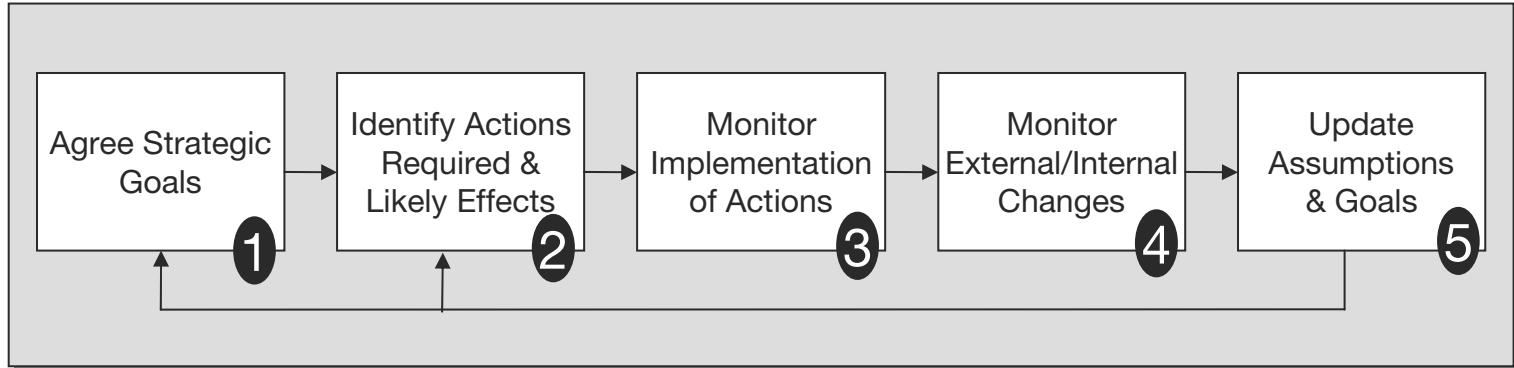 Agree Strategic
Goals
1
Identify Actions
Required &
Likely Effects
2
Monitor
Implementation
of Actions
3
Monitor
External/Internal
Changes
4
Update
Assumptions
& Goals
5